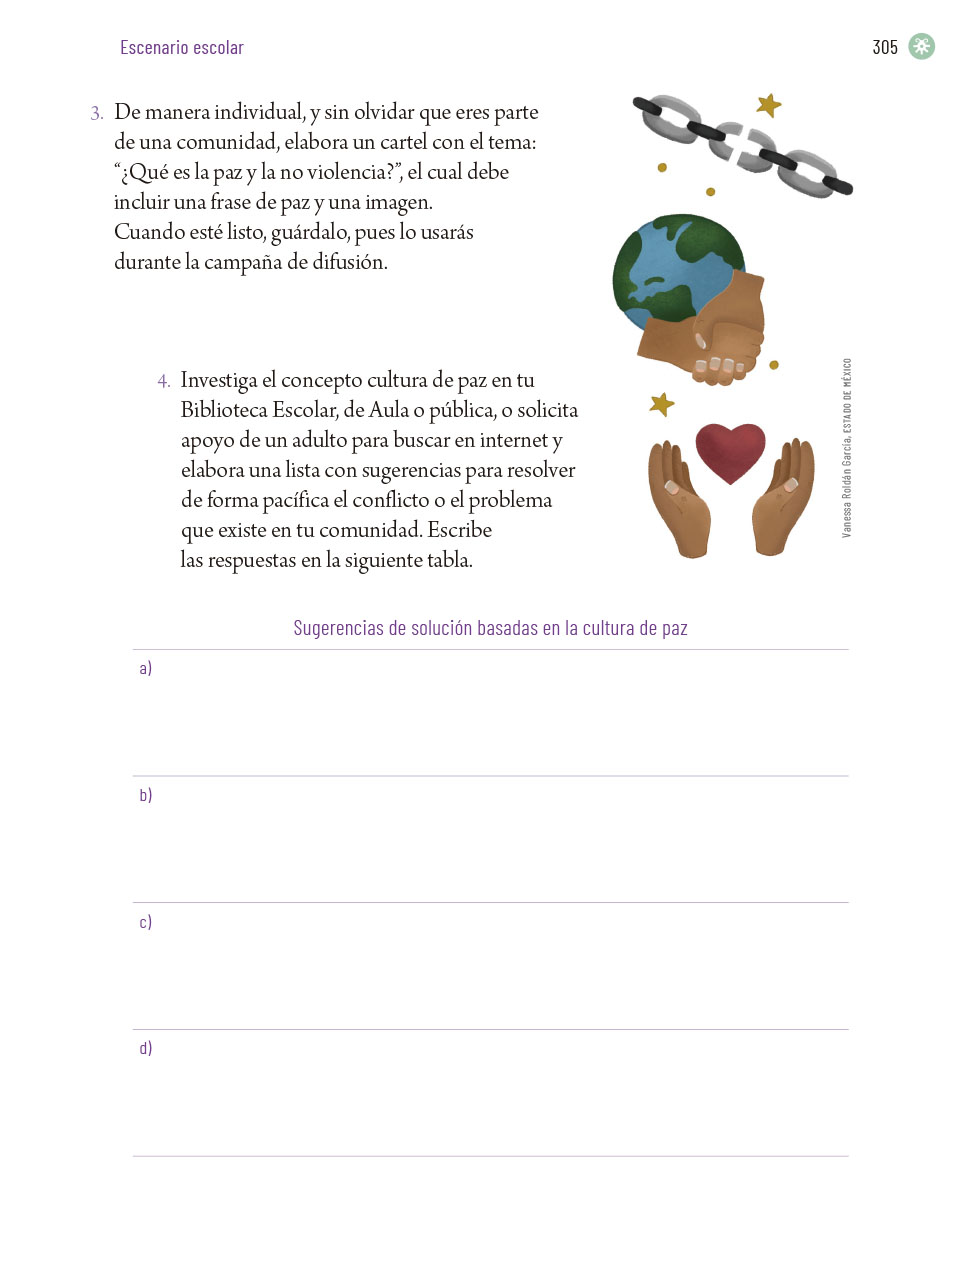 Escenario escolar
305
3. De manera individual, y sin olvidar que eres parte
de una comunidad, elabora un cartel con el tema:
“¿Qué es la paz y la no violencia?”, el cual debe
incluir una frase de paz y una imagen.
Cuando esté listo, guárdalo, pues lo usarás
durante la campaña de difusión.
4. Investiga el concepto cultura de paz en tu
Biblioteca Escolar, de Aula o pública, o solicita
apoyo de un adulto para buscar en internet y
elabora una lista con sugerencias para resolver
de forma pacífica el conflicto o el problema
que existe en tu comunidad. Escribe
las respuestas en la siguiente tabla.
Vanessa Roldán García, ESTADO DE MÉXICO
Sugerencias de solución basadas en la cultura de paz
a)
b)
c)
d)